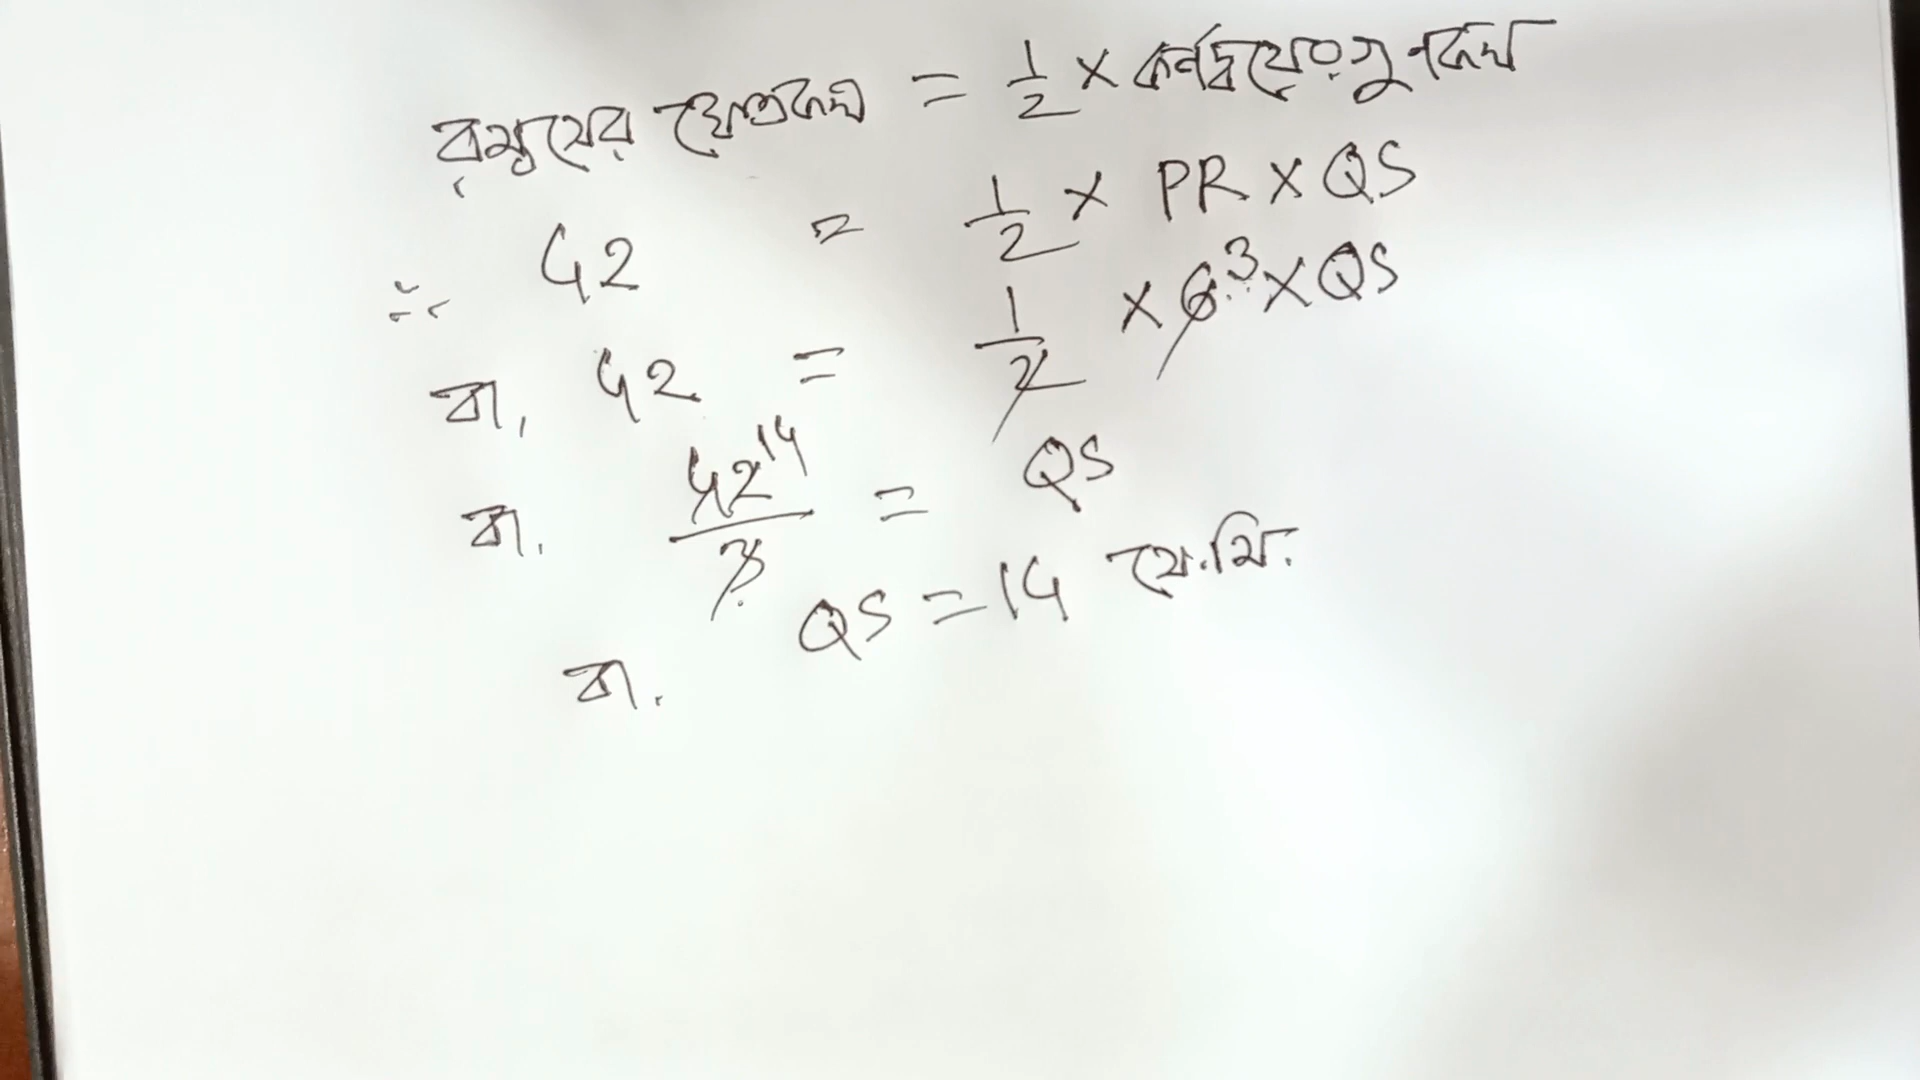 রম্বসের ক্ষেত্রফল = 1/2 × কর্ণদ্বয়ের গুণফল
∴ 42 = 1/2 × PR × QS
বা, 42 = 1/2 × 6 3 × QS
বা, 42 14 / 3 = QS
বা, QS = 14 সে.মি.